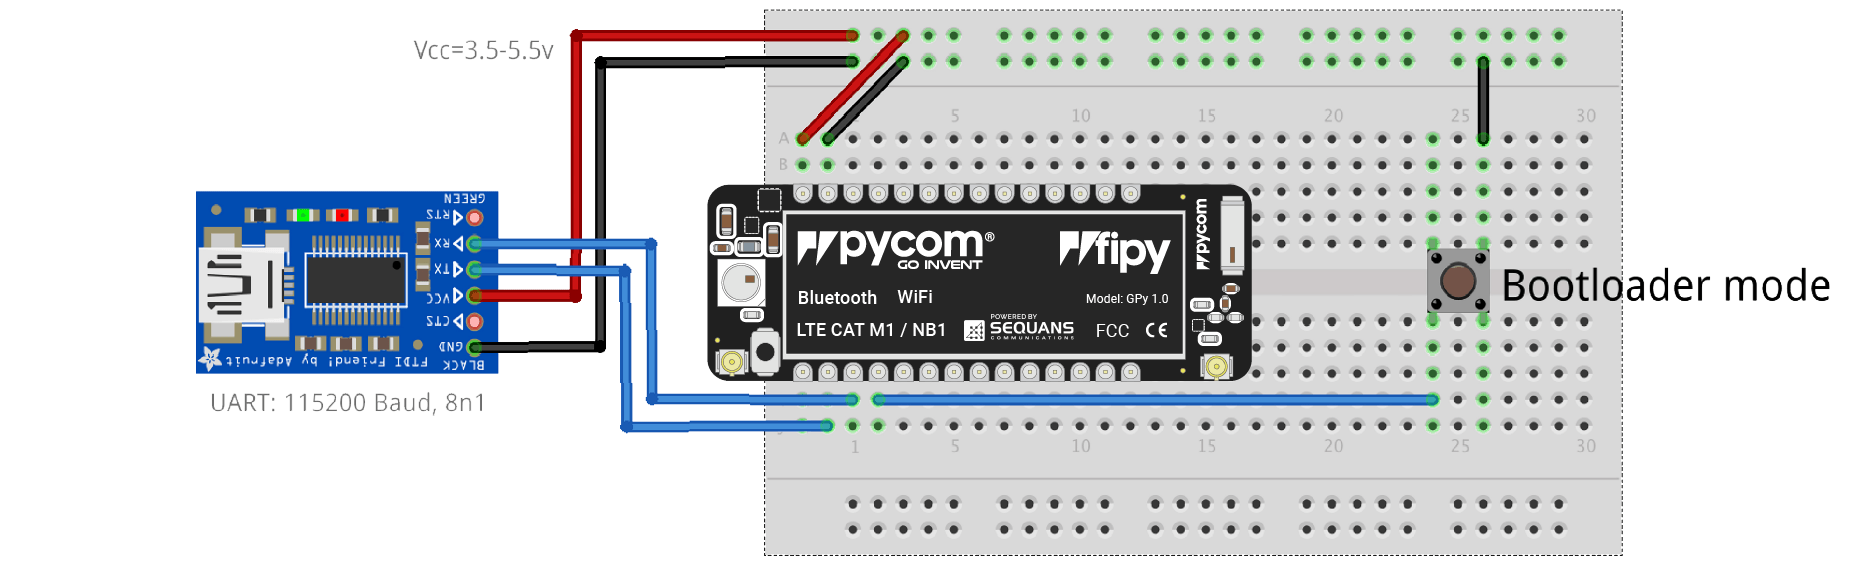 Vcc=3.5-5.5v
5 10 15 20 25 30
A
B
GREEN
RTS
RX
TX
VCC
CTS
GND
BLACK
FTDI Friend! by Adafruit
UART: 115200 Baud, 8n1
pycom®
GO INVENT
fipy
Bluetooth WiFi
Model: GPy 1.0
LTE CAT M1 / NB1
POWERED BY
SEQUANS
COMMUNICATIONS
FCC CE
pycom
Bootloader mode
1 5 10 15 20 25 30